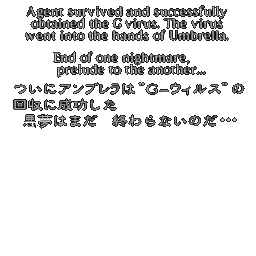 Agent survived and successfully
obtained the G virus. The virus
went into the hands of Umbrella.
End of one nightmare,
prelude to the another...
ついにアンブレラは“G-ウィルス”の
回収に成功した
黒夢はまだ 終わらないのだ…